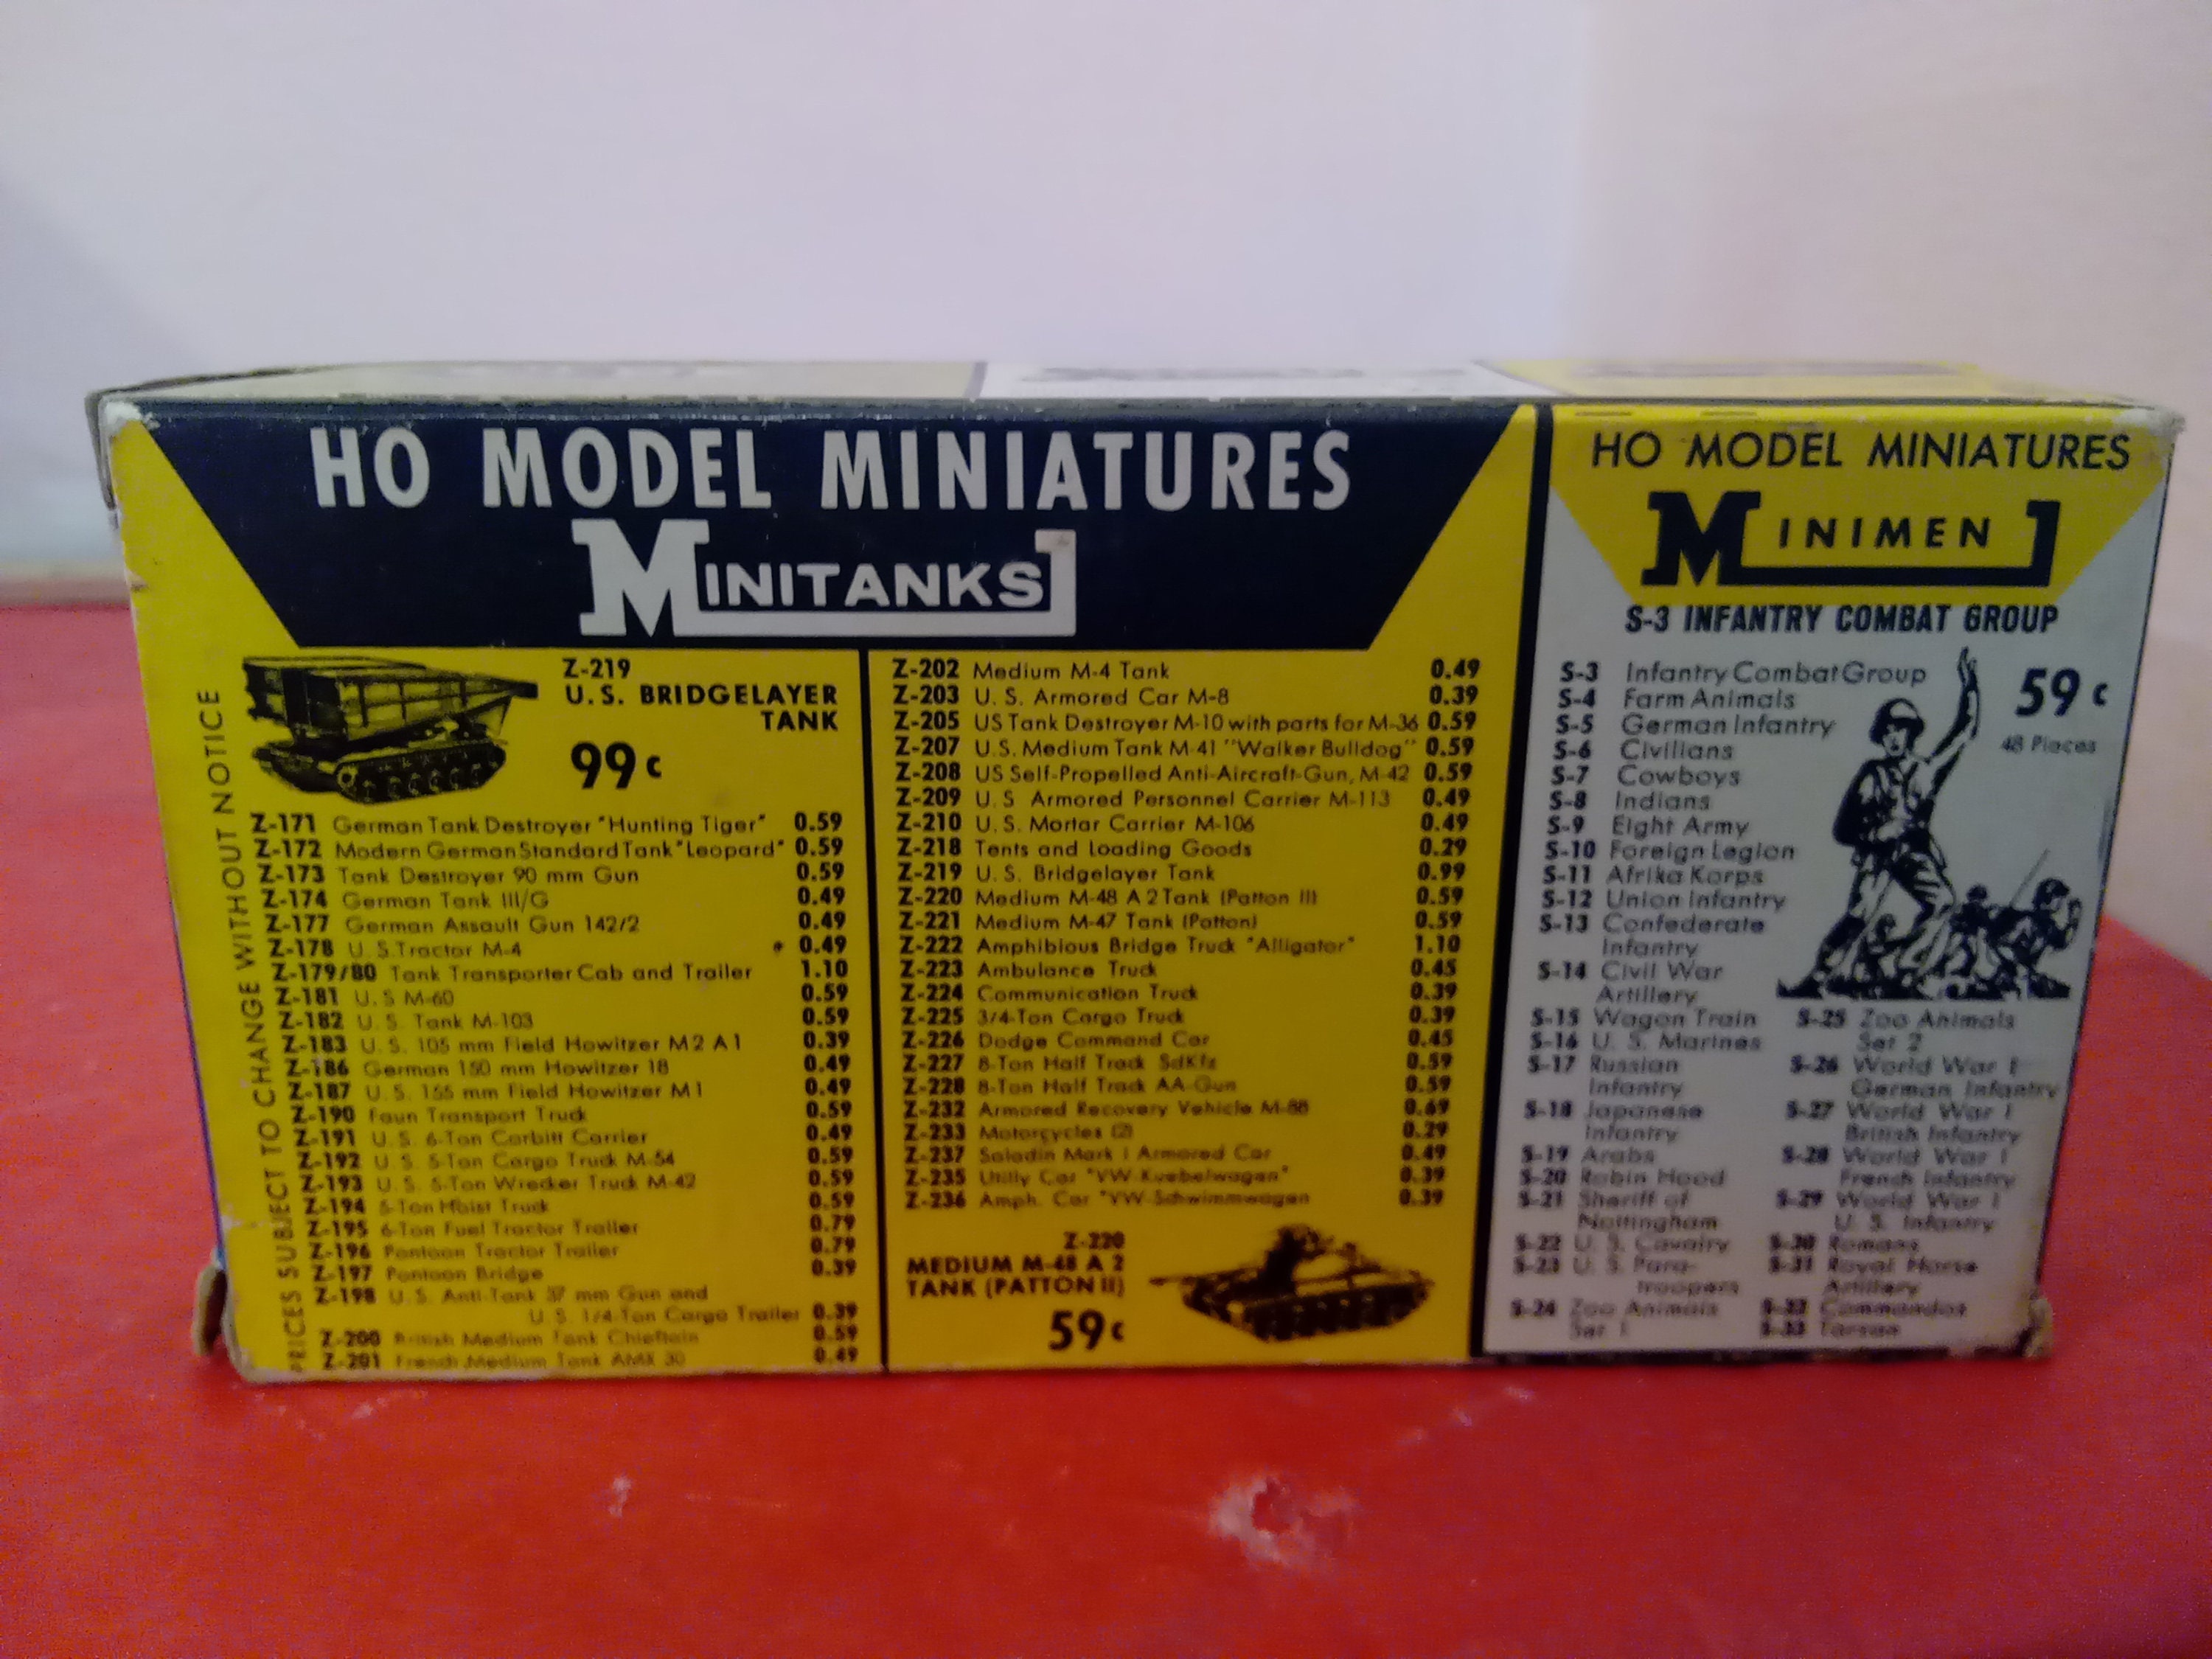 HO MODEL MINIATURES
MINITANKS
PRICES SUBJECT TO CHANGE WITHOUT NOTICE
Z-219
U.S. BRIDGELAYER
TANK
99 c
Z-171 German Tank Destroyer "Hunting Tiger" 0.59
Z-172 Modern German Standard Tank "Leopard" 0.59
Z-173 Tank Destroyer 90 mm Gun 0.59
Z-174 German Tank III/G 0.49
Z-177 German Assault Gun 142/2 0.49
Z-178 U.S. Tractor M-4 0.49
Z-179/80 Tank Transporter Cab and Trailer 1.10
Z-181 U.S M-60 0.59
Z-182 U.S. Tank M-103 0.59
Z-183 U.S. 105 mm Field Howitzer M2 A1 0.39
Z-186 German 150 mm Howitzer 18 0.49
Z-187 U.S. 155 mm Field Howitzer M1 0.49
Z-190 Faun Transport Truck 0.59
Z-191 U.S. 6-Ton Corbitt Carrier 0.49
Z-192 U.S. 5-Ton Cargo Truck M-54 0.59
Z-193 U.S. 5-Ton Wrecker Truck M-42 0.59
Z-194 5-Ton Hoist Truck 0.59
Z-195 6-Ton Fuel Tractor Trailer 0.79
Z-196 Pontoon Tractor Trailer 0.79
Z-197 Pontoon Bridge 0.39
Z-198 U.S. Anti-Tank 37 mm Gun and
U.S. 1/4-Ton Cargo Trailer 0.39
Z-200 British Medium Tank Chieftain 0.59
Z-201 French Medium Tank AMX 30 0.49
Z-202 Medium M-4 Tank 0.49
Z-203 U.S. Armored Car M-8 0.39
Z-205 US Tank Destroyer M-10 with parts for M-36 0.59
Z-207 U.S. Medium Tank M-41 "Walker Bulldog" 0.59
Z-208 US Self-Propelled Anti-Aircraft-Gun, M-42 0.59
Z-209 U.S Armored Personnel Carrier M-113 0.49
Z-210 U.S. Mortar Carrier M-106 0.49
Z-218 Tents and Loading Goods 0.29
Z-219 U.S. Bridgelayer Tank 0.99
Z-220 Medium M-48 A 2 Tank (Patton II) 0.59
Z-221 Medium M-47 Tank (Patton) 0.59
Z-222 Amphibious Bridge Truck "Alligator" 1.10
Z-223 Ambulance Truck 0.45
Z-224 Communication Truck 0.39
Z-225 3/4-Ton Cargo Truck 0.39
Z-226 Dodge Command Car 0.45
Z-227 8-Ton Half Track SdKfz 0.59
Z-228 8-Ton Half Track AA-Gun 0.59
Z-232 Armored Recovery Vehicle M-88 0.69
Z-233 Motorcycles (2) 0.29
Z-237 Saladin Mark I Armored Car 0.49
Z-235 Utilly Car "VW-Kuebelwagen" 0.39
Z-236 Amph. Car "VW-Schwimmwagen 0.39
Z-220
MEDIUM M-48 A 2
TANK (PATTON II)
59 c
HO MODEL MINIATURES
MINIMEN
S-3 INFANTRY COMBAT GROUP
59 c
48 Pieces
S-3 Infantry Combat Group
S-4 Farm Animals
S-5 German Infantry
S-6 Civilians
S-7 Cowboys
S-8 Indians
S-9 Eight Army
S-10 Foreign Legion
S-11 Afrika Korps
S-12 Union Infantry
S-13 Confederate
Infantry
S-14 Civil War
Artillery
S-15 Wagon Train
S-16 U.S. Marines
S-17 Russian
Infantry
S-18 Japanese
Infantry
S-19 Arabs
S-20 Robin Hood
S-21 Sheriff of
Nottingham
S-22 U.S. Cavalry
S-23 U.S. Para-
troopers
S-24 Zoo Animals
Set 1
S-25 Zoo Animals
Set 2
S-26 World War I
German Infantry
S-27 World War I
British Infantry
S-28 World War I
French Infantry
S-29 World War I
U.S. Infantry
S-30 Romans
S-31 Royal Horse
Artillery
S-32 Commandos
S-33 Tarzan